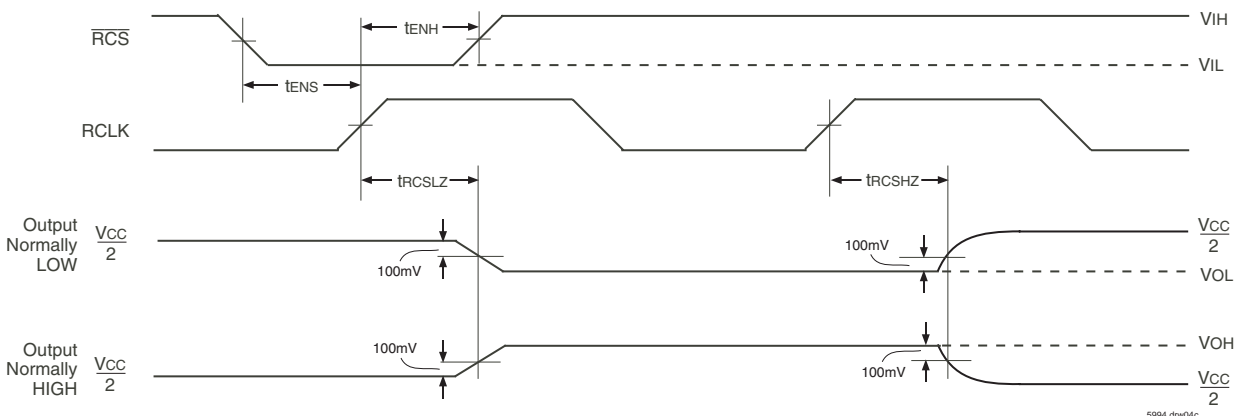 RCS
tENH
VIH
VIL
tENS
RCLK
tRCSLZ
tRCSHZ
Output
Normally
LOW
VCC
2
100mV
100mV
VCC
2
VOL
Output
Normally
HIGH
VCC
2
100mV
100mV
VOH
VCC
2
5994 drw04c